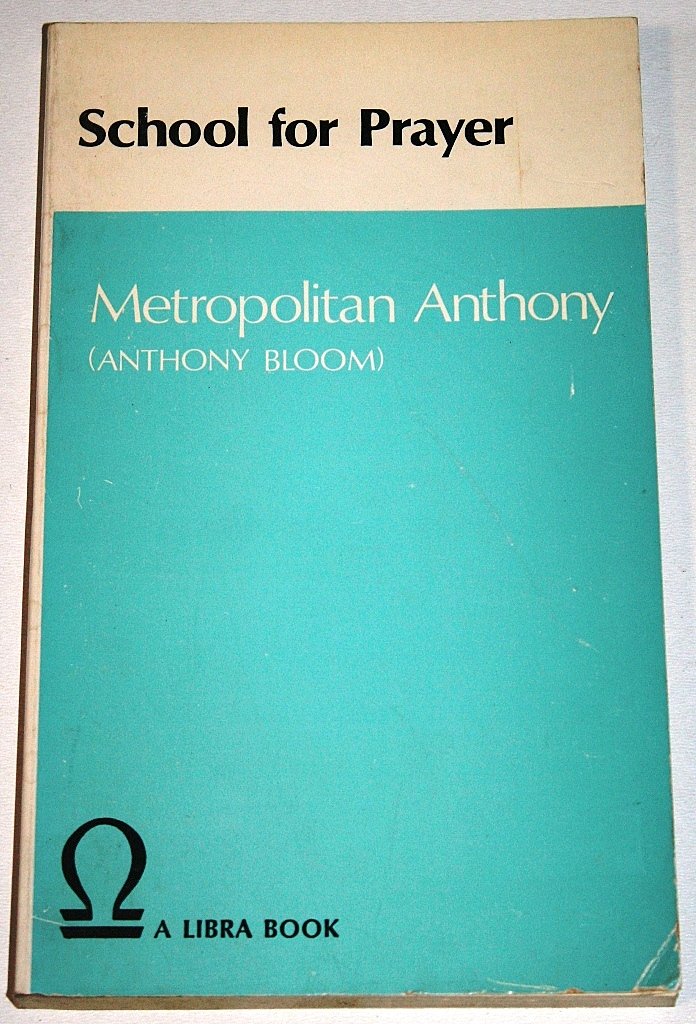 School for Prayer
Metropolitan Anthony
(ANTHONY BLOOM)
A LIBRA BOOK